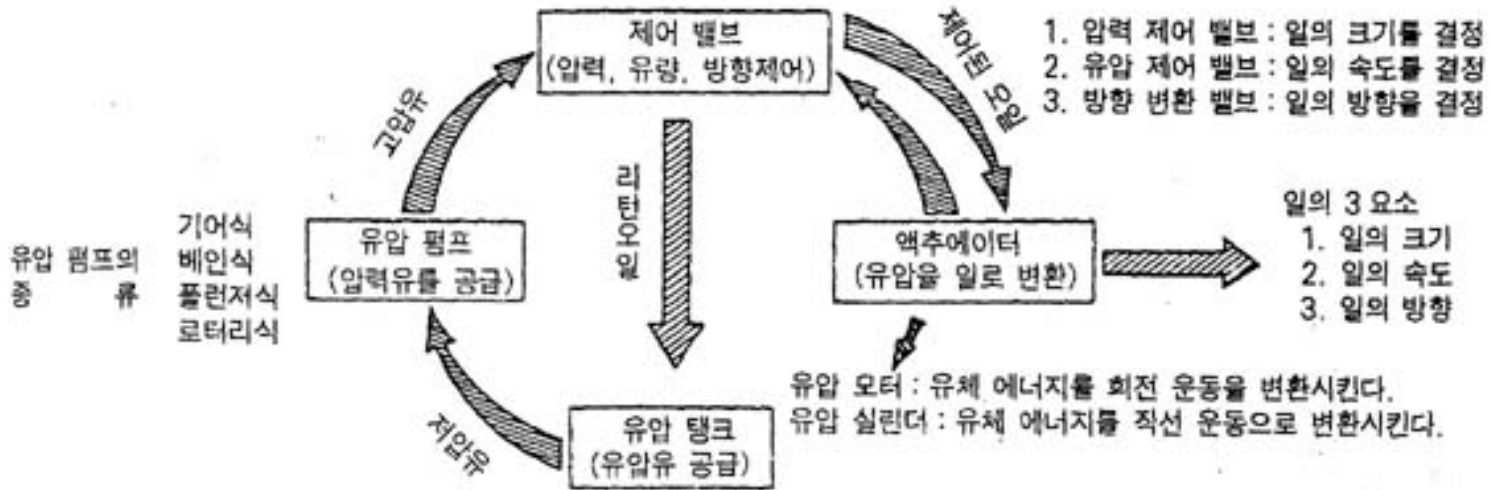 제어 밸브
(압력, 유량, 방향제어)
제어된 오일
1. 압력 제어 밸브 : 일의 크기를 결정
2. 유압 제어 밸브 : 일의 속도를 결정
3. 방향 변환 밸브 : 일의 방향을 결정
고압유
리턴오일
유압 펌프의
종 류
기어식
베인식
플런저식
로터리식
유압 펌프
(압력유를 공급)
액추에이터
(유압을 일로 변환)
일의 3 요소
1. 일의 크기
2. 일의 속도
3. 일의 방향
유압 모터 : 유체 에너지를 회전 운동을 변환시킨다.
유압 실린더 : 유체 에너지를 직선 운동으로 변환시킨다.
저압유
유압 탱크
(유압유 공급)